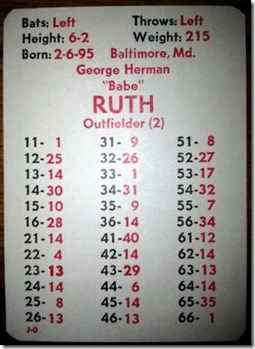 Bats: Left Throws: Left
Height: 6-2 Weight: 215
Born: 2-6-95 Baltimore, Md.
George Herman
"Babe"
RUTH
Outfielder (2)
11- 1 31- 9 51- 8
12-25 32-26 52-27
13-14 33- 1 53-17
14-30 34-31 54-32
15-10 35- 9 55- 7
16-28 36-14 56-34
21-14 41-40 61-12
22- 4 42-14 62-13
23-13 43-29 63-13
24-14 44- 6 64-14
25- 8 45-14 65-35
26-13 46-13 66- 1
J-O